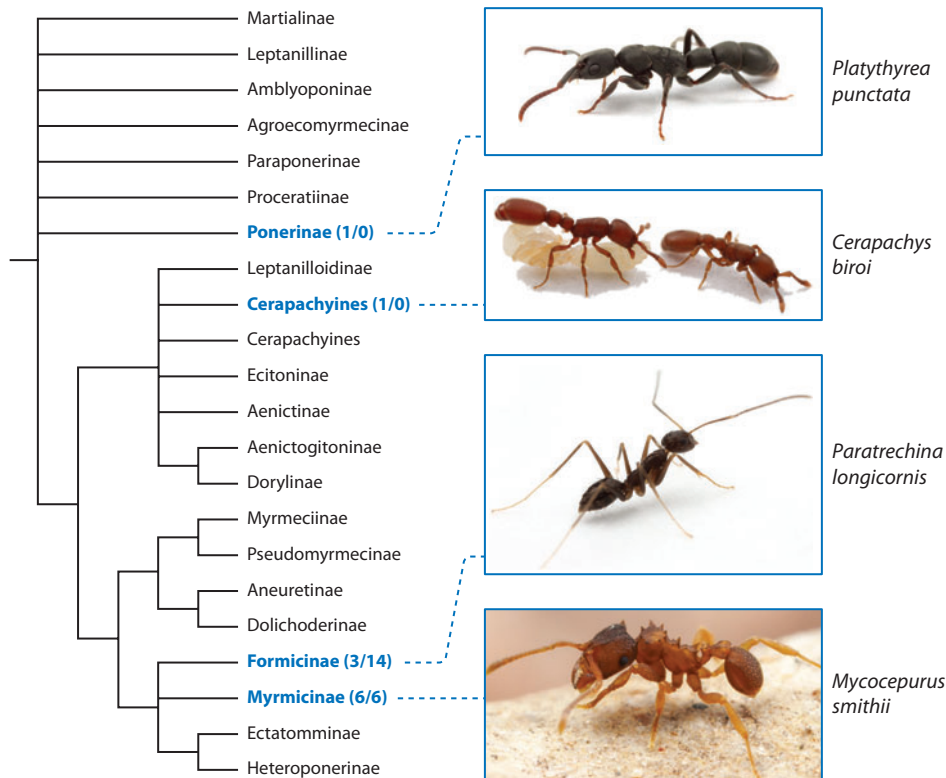 Martialinae
Leptanillinae
Amblyoponinae
Agroecomyrmecinae
Paraponerinae
Proceratiinae
Ponerinae (1/0)
Leptanilloidinae
Cerapachyines (1/0)
Cerapachyines
Ecitoninae
Aenictinae
Aenictogitoninae
Dorylinae
Myrmeciinae
Pseudomyrmecinae
Aneuretinae
Dolichoderinae
Formicinae (3/14)
Myrmicinae (6/6)
Ectatomminae
Heteroponerinae
Platythyrea
punctata
Cerapachys
biroi
Paratrechina
longicornis
Mycocepurus
smithii